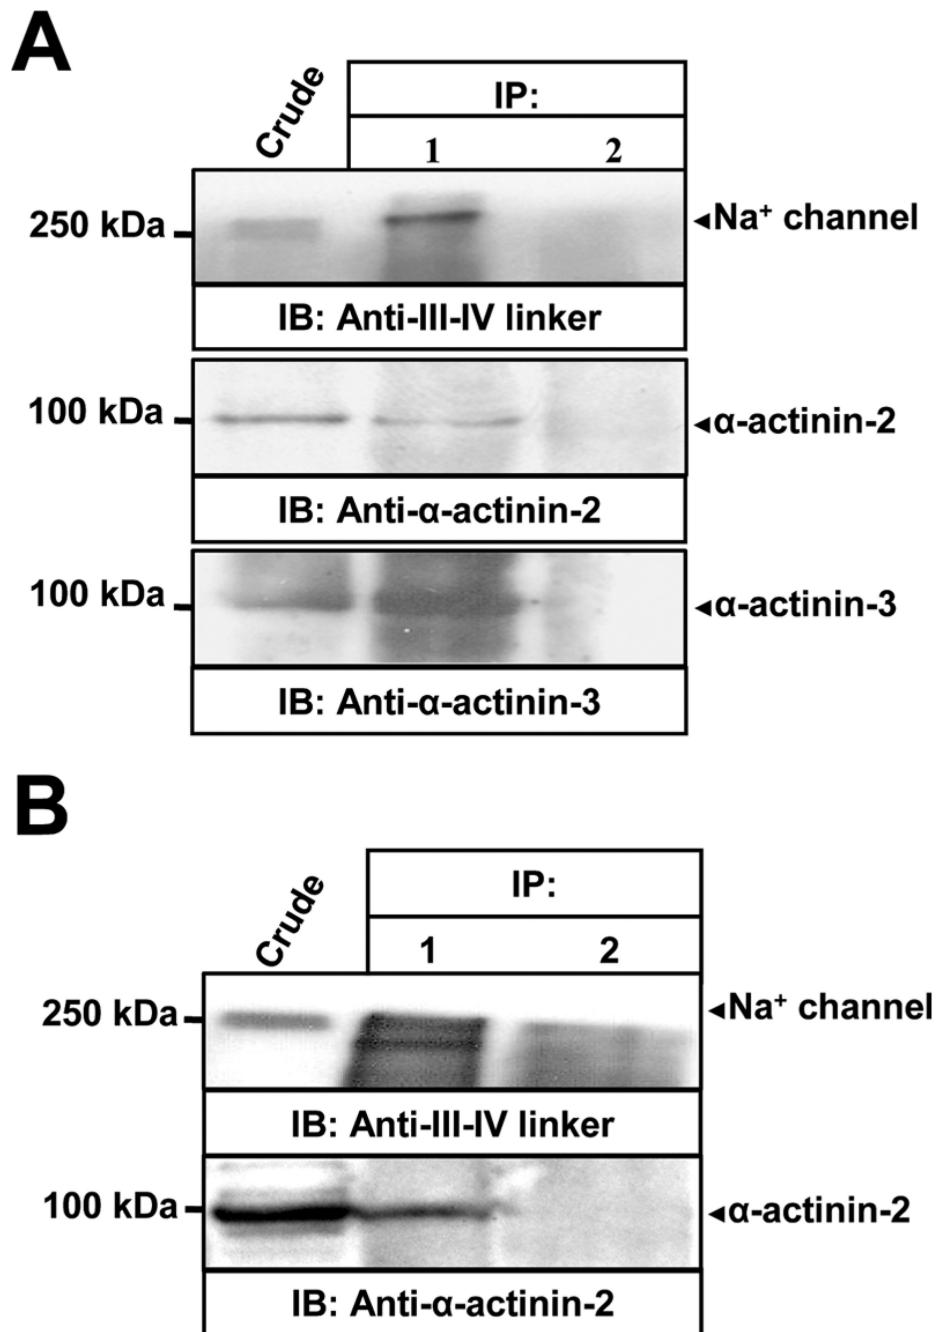 A
Crude
IP:
1 2
250 kDa
◄Na⁺ channel
IB: Anti-III-IV linker
100 kDa
◄α-actinin-2
IB: Anti-α-actinin-2
100 kDa
◄α-actinin-3
IB: Anti-α-actinin-3
B
Crude
IP:
1 2
250 kDa
◄Na⁺ channel
IB: Anti-III-IV linker
100 kDa
◄α-actinin-2
IB: Anti-α-actinin-2